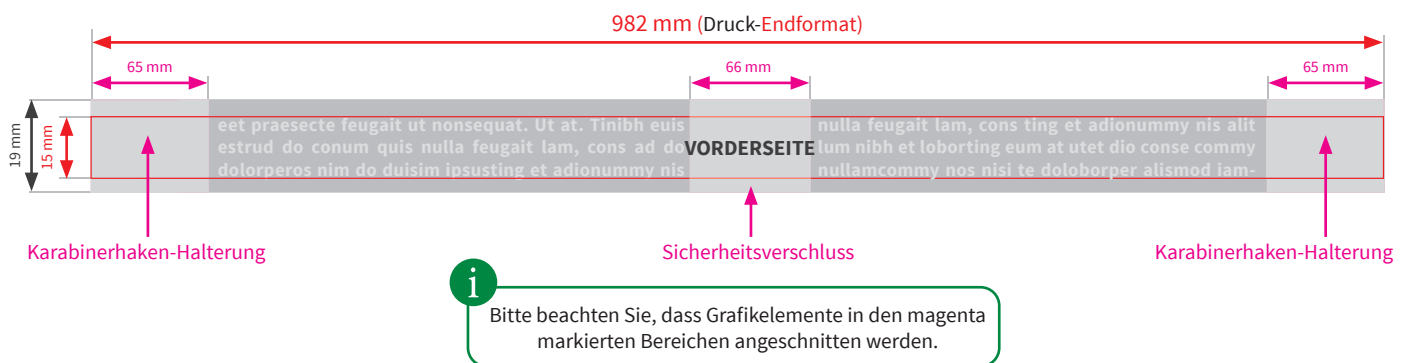 982 mm (Druck-Endformat)
65 mm
66 mm
65 mm
19 mm
15 mm
eet praesecte feugait ut nonsequat. Ut at. Tinibh euis
estrud do conum quis nulla feugait lam, cons ad do
dolorperos nim do duisim ipsusting et adionummy nis
VORDERSEITE
nulla feugait lam, cons ting et adionummy nis alit
lum nibh et loborting eum at utet dio conse commy
nullamcommy nos nisi te doloborper alismod iam-
Karabinerhaken-Halterung
Sicherheitsverschluss
Karabinerhaken-Halterung
i
Bitte beachten Sie, dass Grafikelemente in den magenta
markierten Bereichen angeschnitten werden.